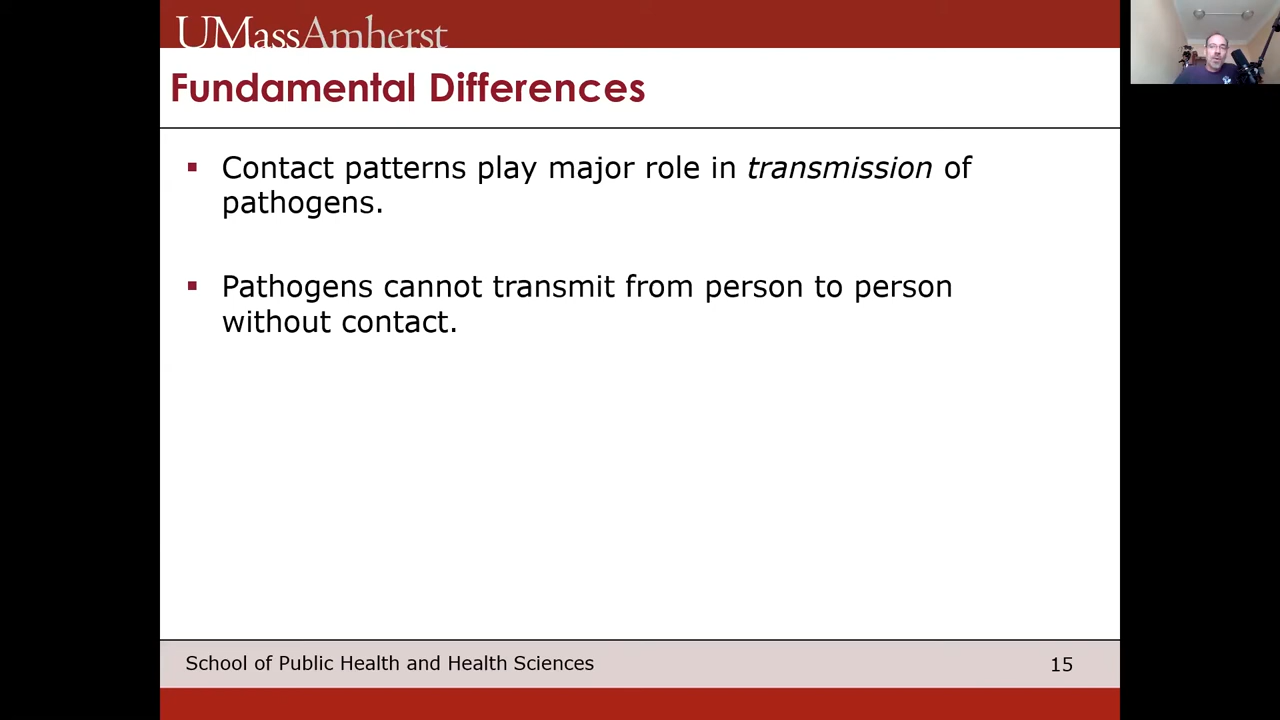 UMassAmherst
Fundamental Differences
Contact patterns play major role in transmission of
pathogens.
Pathogens cannot transmit from person to person
without contact.
School of Public Health and Health Sciences
15